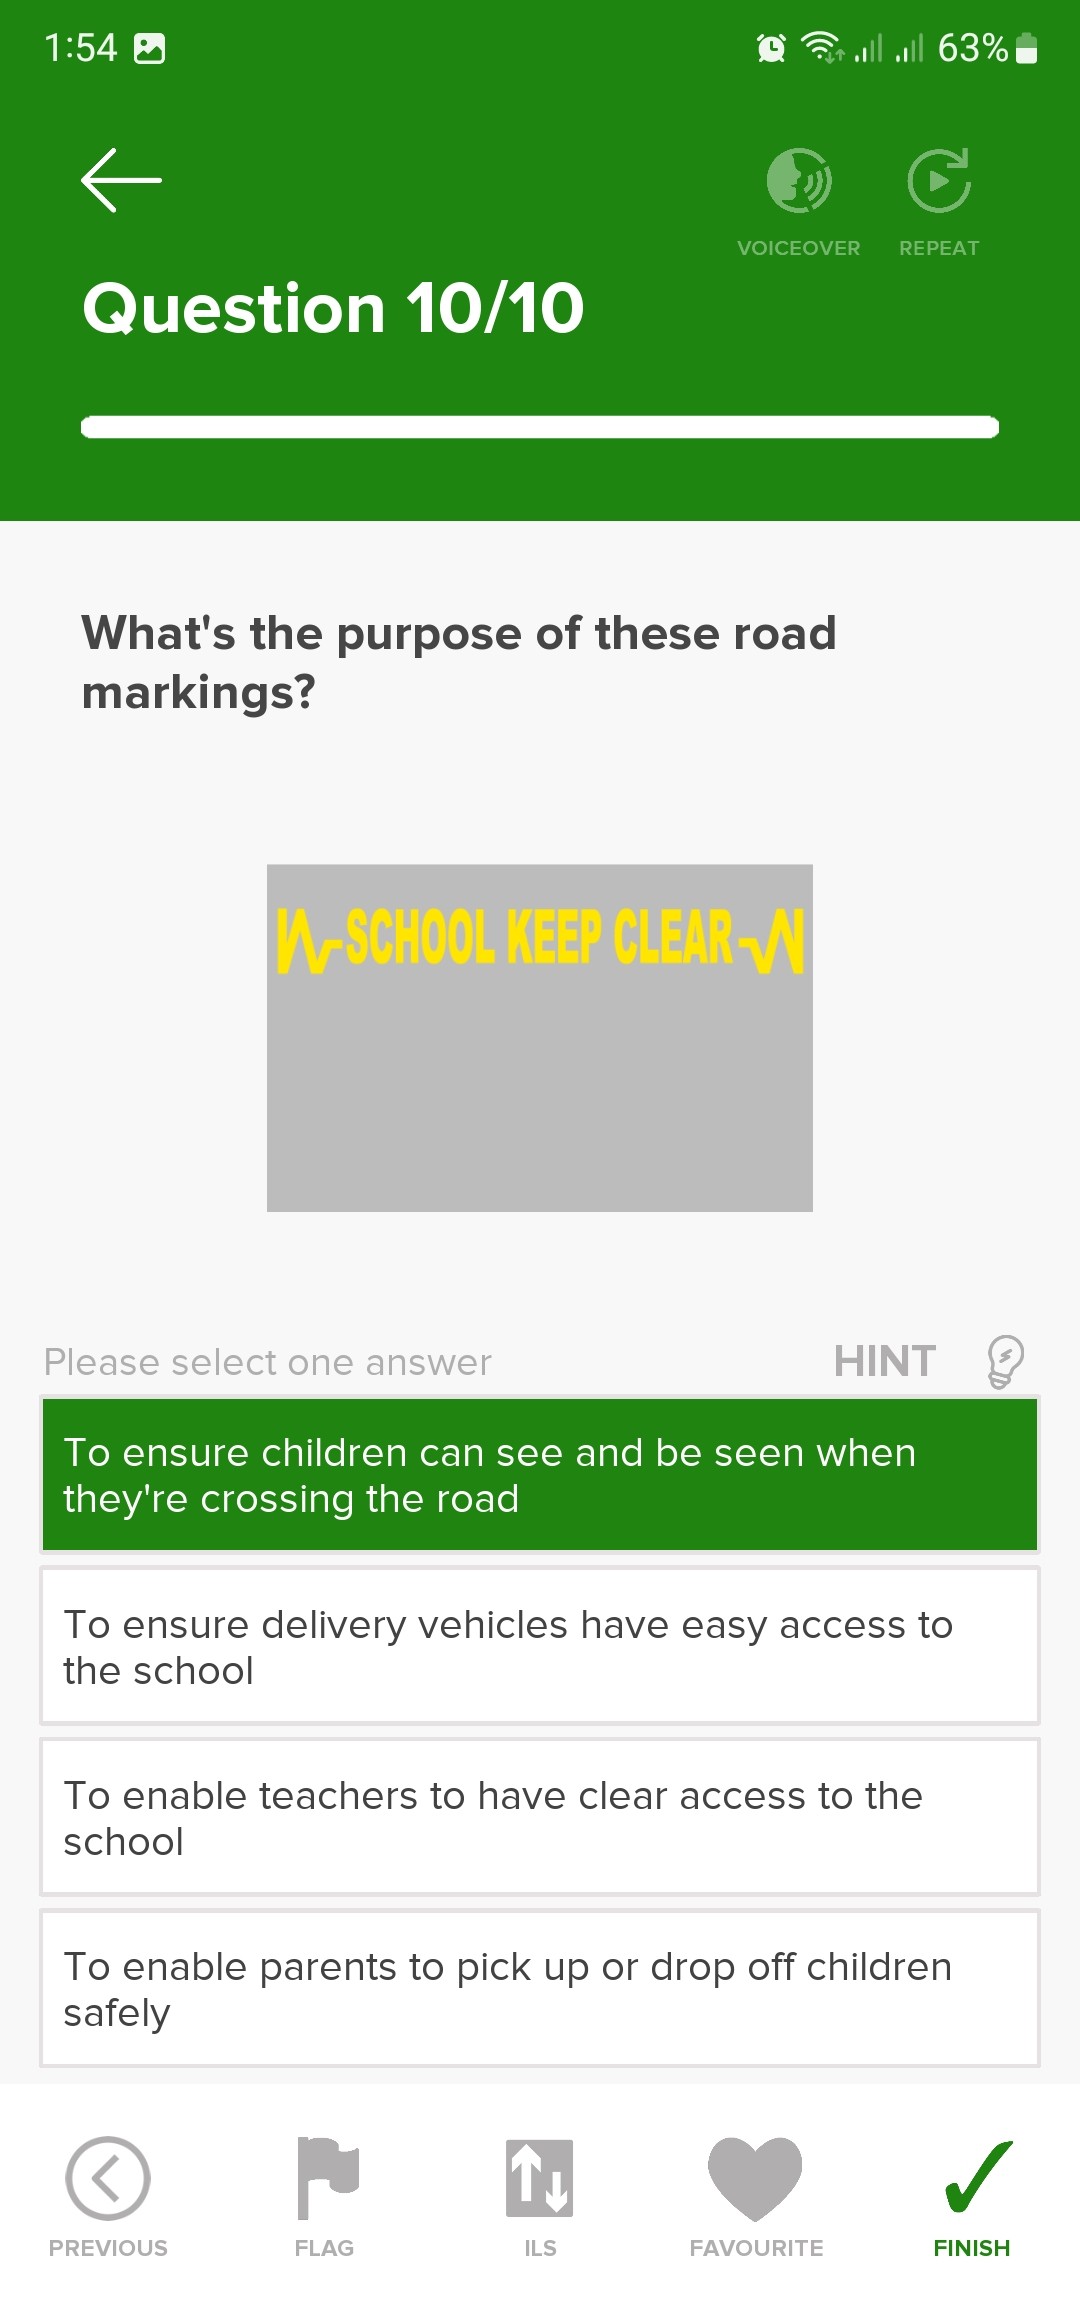 1:54
63%
VOICEOVER REPEAT
Question 10/10
What's the purpose of these road
markings?
SCHOOL KEEP CLEAR
Please select one answer HINT
To ensure children can see and be seen when
they're crossing the road
To ensure delivery vehicles have easy access to
the school
To enable teachers to have clear access to the
school
To enable parents to pick up or drop off children
safely
PREVIOUS FLAG ILS FAVOURITE FINISH